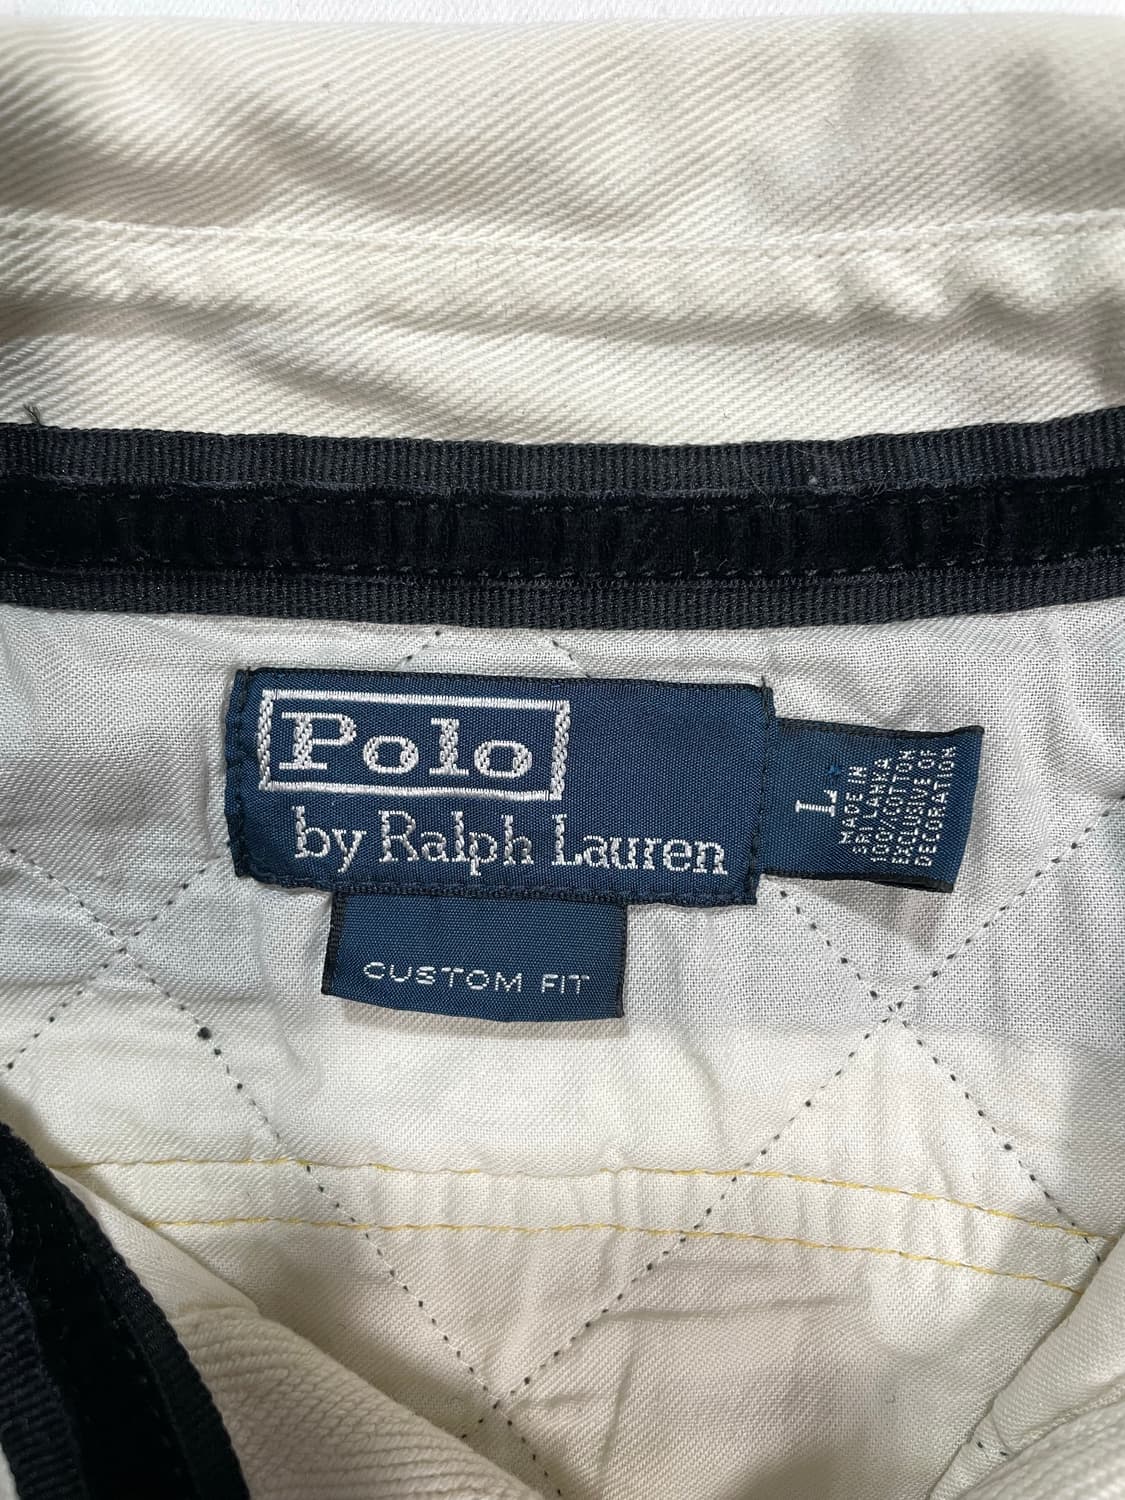 Polo
by Ralph Lauren
CUSTOM FIT
L
MADE IN
SRI LANKA
100% COTTON
EXCLUSIVE OF
DECORATION